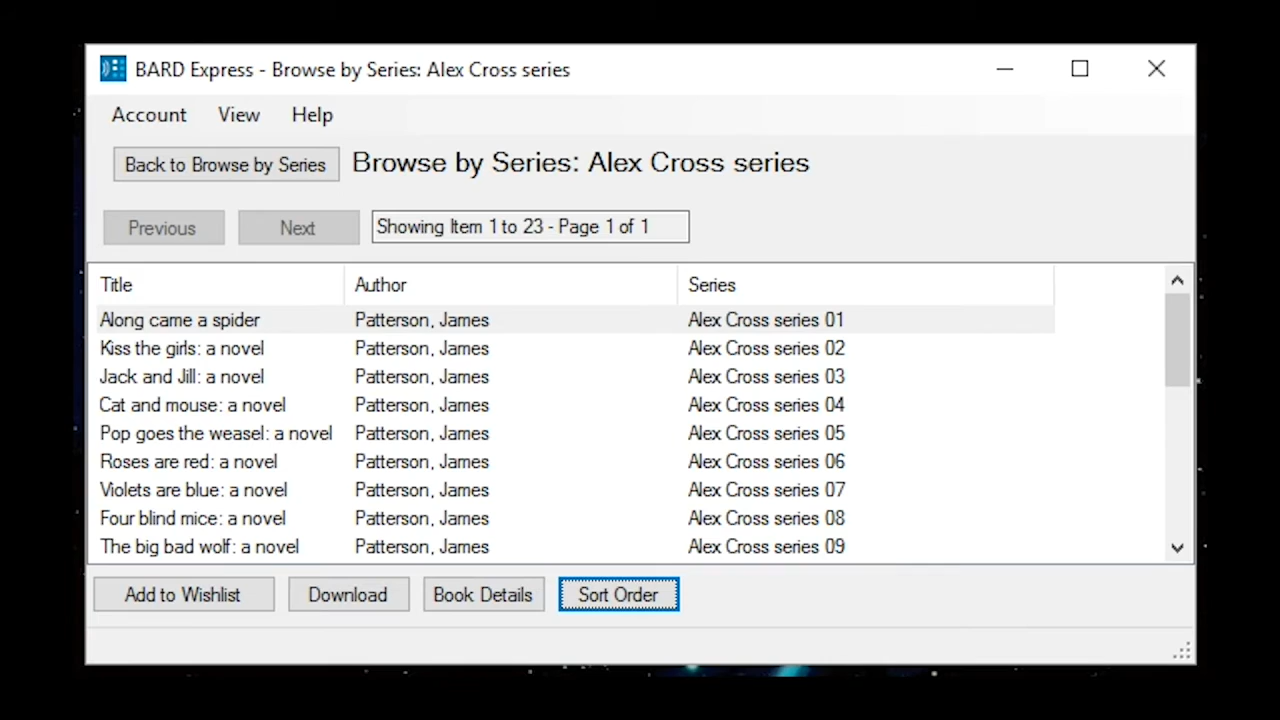 BARD Express - Browse by Series: Alex Cross series
Account View Help
Back to Browse by Series Browse by Series: Alex Cross series
Previous Next Showing Item 1 to 23 - Page 1 of 1
Title Author Series
Along came a spider Patterson, James Alex Cross series 01
Kiss the girls: a novel Patterson, James Alex Cross series 02
Jack and Jill: a novel Patterson, James Alex Cross series 03
Cat and mouse: a novel Patterson, James Alex Cross series 04
Pop goes the weasel: a novel Patterson, James Alex Cross series 05
Roses are red: a novel Patterson, James Alex Cross series 06
Violets are blue: a novel Patterson, James Alex Cross series 07
Four blind mice: a novel Patterson, James Alex Cross series 08
The big bad wolf: a novel Patterson, James Alex Cross series 09
Add to Wishlist Download Book Details Sort Order